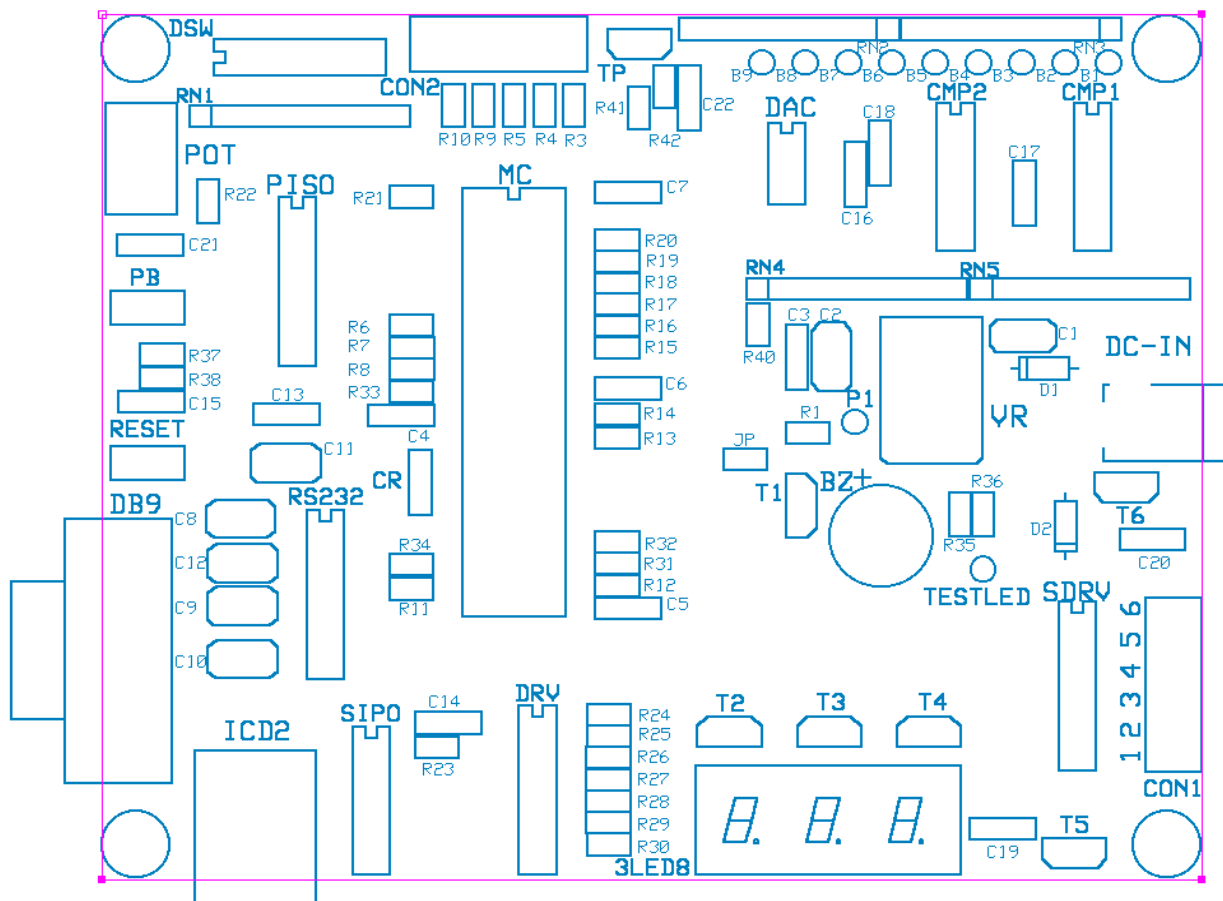 DSW
CON2
TP
RN2
RN3
B9 B8 B7 B6 B5 B4 B3 B2 B1
RN1
R41
C22
DAC
CMP2
CMP1
C18
R10 R9 R5 R4 R3
R42
POT
PISO
MC
C17
R22
R21
C7
C16
C21
R20
R19
PB
R18
RN4
RN5
R17
R6
R16
C3 C2
C1
R7
R15
R40
DC-IN
R37
R8
R38
R33
C6
D1
C15
C13
R14
P1
RESET
C4
R13
R1
VR
C11
CR
JP
BZ+
R36
DB9
RS232
T1
T6
C8
R34
R32
R35
D2
C20
C12
R31
R12
TESTLED
SDRV
C9
R11
C5
6
5
C10
4
SIPO
C14
DRV
T2
T3
T4
3
ICD2
R24
R25
2
R23
R26
1
R27
CON1
R28
8. 8. 8.
R29
T5
R30
C19
3LED8